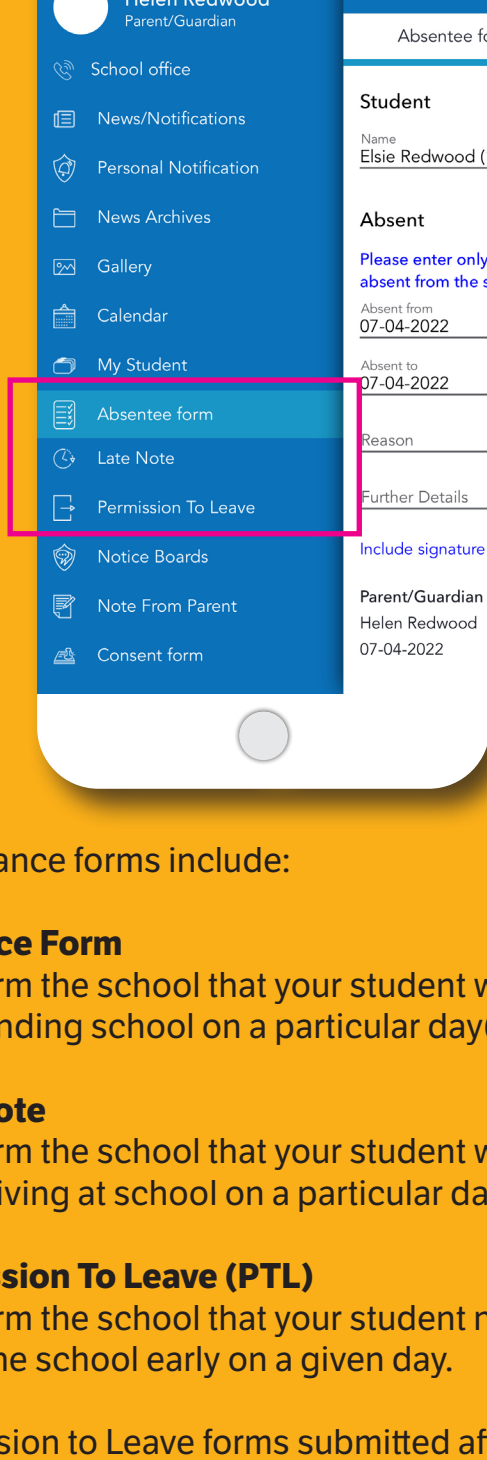 Helen Redwood
Parent/Guardian
School office
News/Notifications
Personal Notification
News Archives
Gallery
Calendar
My Student
Absentee form
Late Note
Permission To Leave
Notice Boards
Note From Parent
Consent form
Absentee fo
Student
Name
Elsie Redwood (
Absent
Please enter only
absent from the s
Absent from
07-04-2022
Absent to
07-04-2022
Reason
Further Details
Include signature
Parent/Guardian
Helen Redwood
07-04-2022
ance forms include:
ce Form
rm the school that your student w
nding school on a particular day(
ote
rm the school that your student w
iving at school on a particular da
sion To Leave (PTL)
rm the school that your student n
ne school early on a given day.
sion to Leave forms submitted af